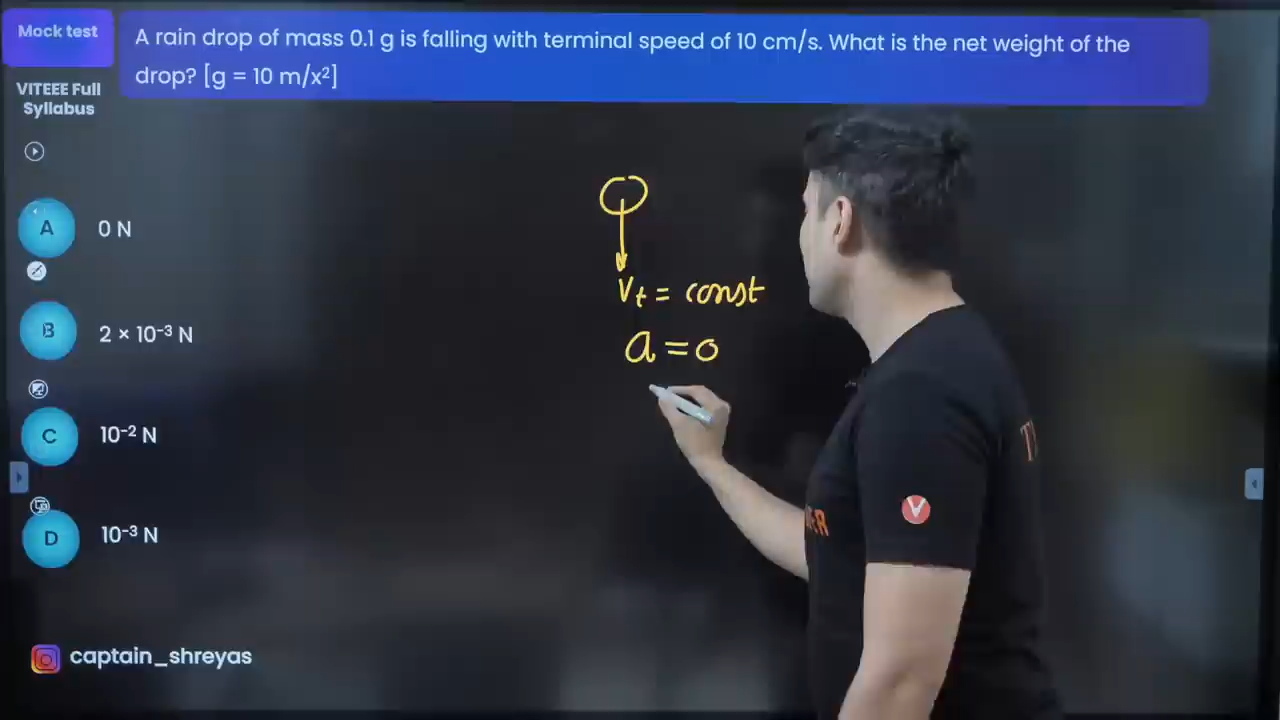 Mock test
A rain drop of mass 0.1 g is falling with terminal speed of 10 cm/s. What is the net weight of the
drop? [g = 10 m/x²]
VITEEE Full
Syllabus
A 0 N
B 2 × 10⁻³ N
C 10⁻² N
D 10⁻³ N
Vt = const
a = 0
captain_shreyas